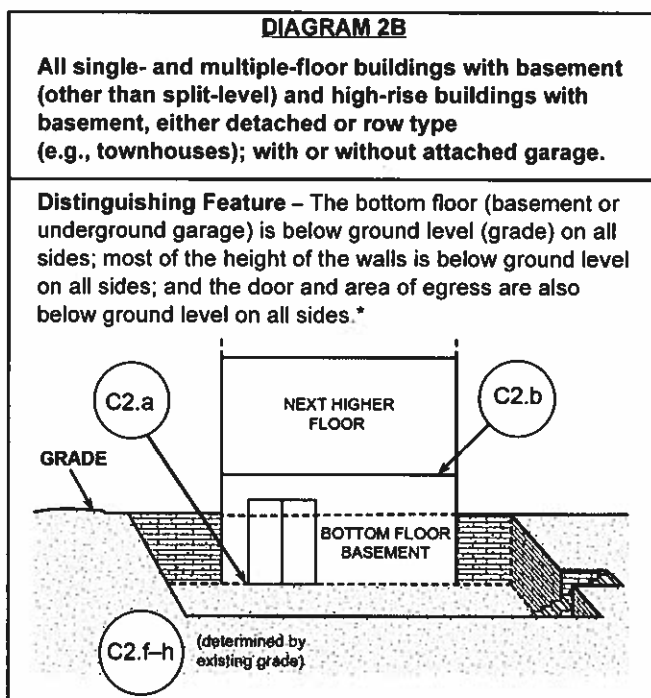 DIAGRAM 2B
All single- and multiple-floor buildings with basement
(other than split-level) and high-rise buildings with
basement, either detached or row type
(e.g., townhouses); with or without attached garage.
Distinguishing Feature – The bottom floor (basement or
underground garage) is below ground level (grade) on all
sides; most of the height of the walls is below ground level
on all sides; and the door and area of egress are also
below ground level on all sides.*
C2.a
NEXT HIGHER
FLOOR
C2.b
GRADE
BOTTOM FLOOR
BASEMENT
C2.f–h
(determined by
existing grade)